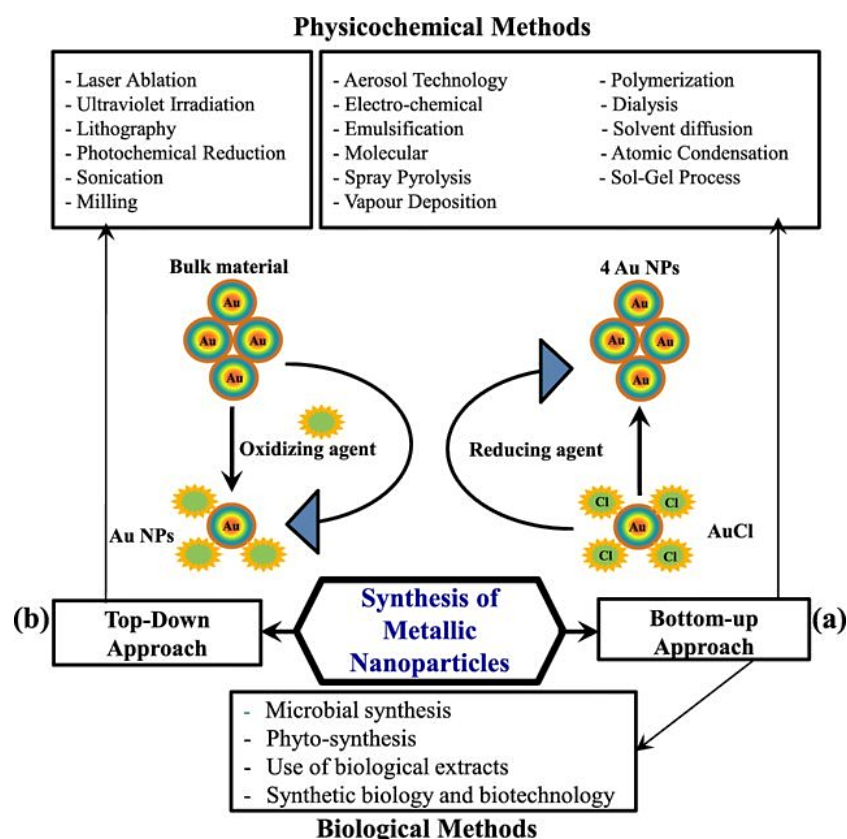 Physicochemical Methods
- Laser Ablation
- Ultraviolet Irradiation
- Lithography
- Photochemical Reduction
- Sonication
- Milling
- Aerosol Technology
- Electro-chemical
- Emulsification
- Molecular
- Spray Pyrolysis
- Vapour Deposition
- Polymerization
- Dialysis
- Solvent diffusion
- Atomic Condensation
- Sol-Gel Process
Bulk material
Au
Au
Au
Au
Oxidizing agent
Au NPs
Au
4 Au NPs
Au
Au
Au
Au
Reducing agent
Cl
Cl
Au
Cl
Cl
AuCl
(b)
Top-Down
Approach
Synthesis of
Metallic
Nanoparticles
Bottom-up
Approach
(a)
- Microbial synthesis
- Phyto-synthesis
- Use of biological extracts
- Synthetic biology and biotechnology
Biological Methods